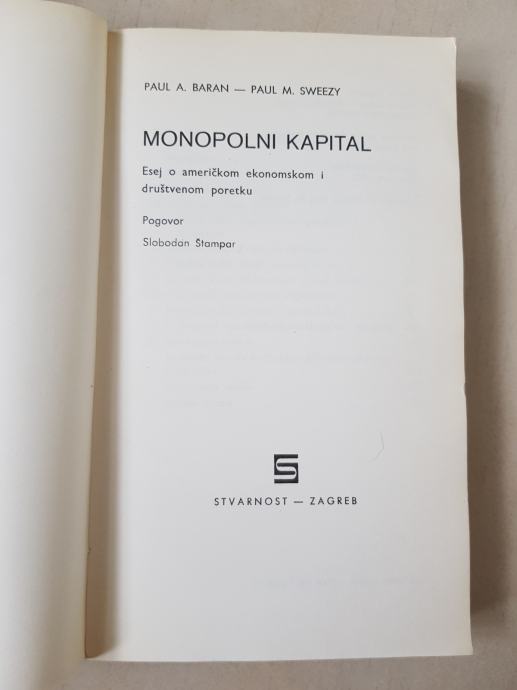 PAUL A. BARAN — PAUL M. SWEEZY
MONOPOLNI KAPITAL
Esej o američkom ekonomskom i
društvenom poretku
Pogovor
Slobodan Štampar
S
STVARNOST — ZAGREB